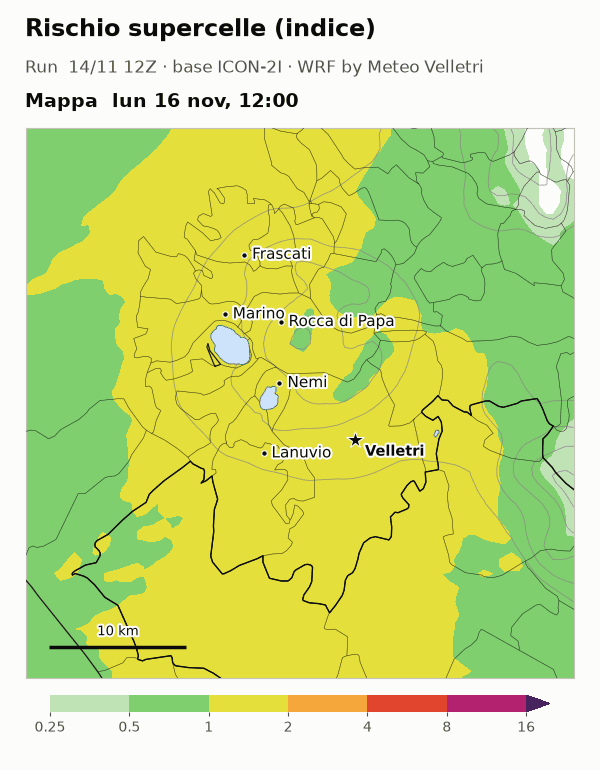 Rischio supercelle (indice)
Run  14/11 12Z · base ICON-2I · WRF by Meteo Velletri
Mappa  lun 16 nov, 12:00
Frascati
Marino
Rocca di Papa
Nemi
Velletri
Lanuvio
10 km
0.25 0.5 1 2 4 8 16